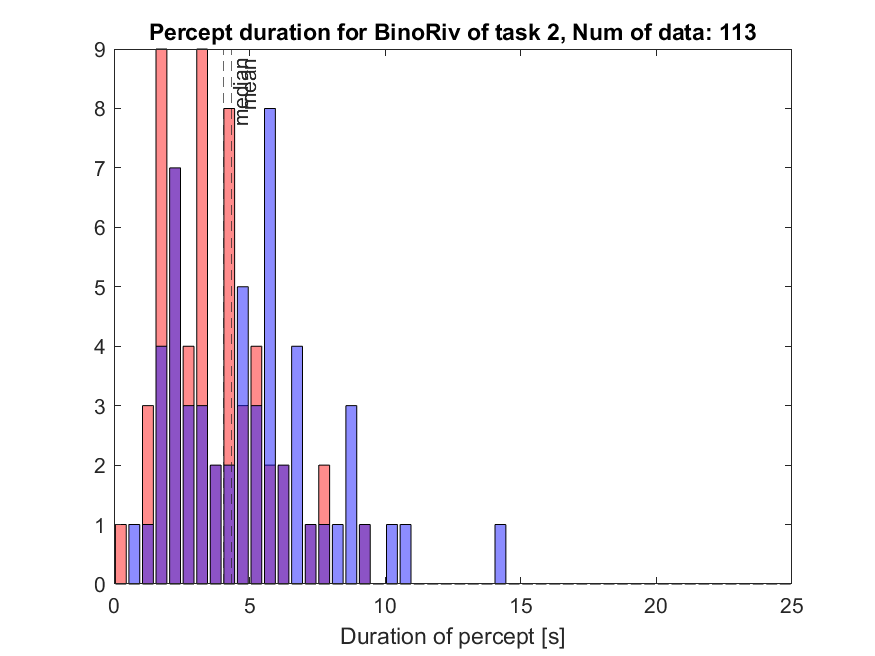 Percept duration for BinoRiv of task 2, Num of data: 113
9
8
7
6
5
4
3
2
1
0
median
mean
0 5 10 15 20 25
Duration of percept [s]